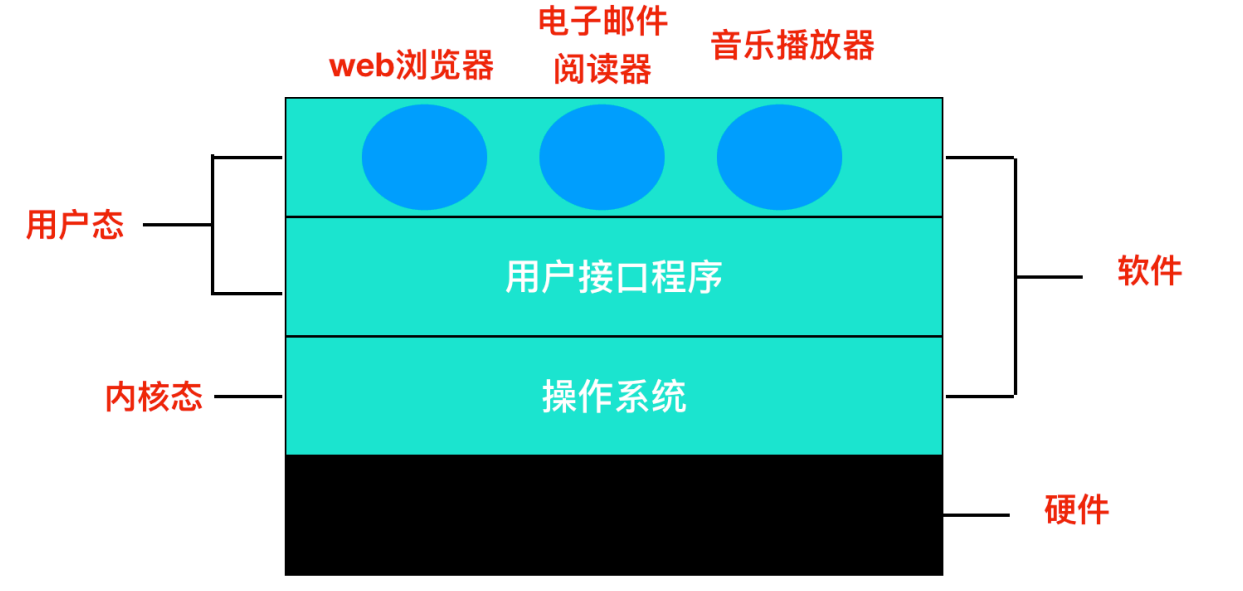 电子邮件
阅读器
web浏览器
音乐播放器
用户态
用户接口程序
软件
内核态
操作系统
硬件